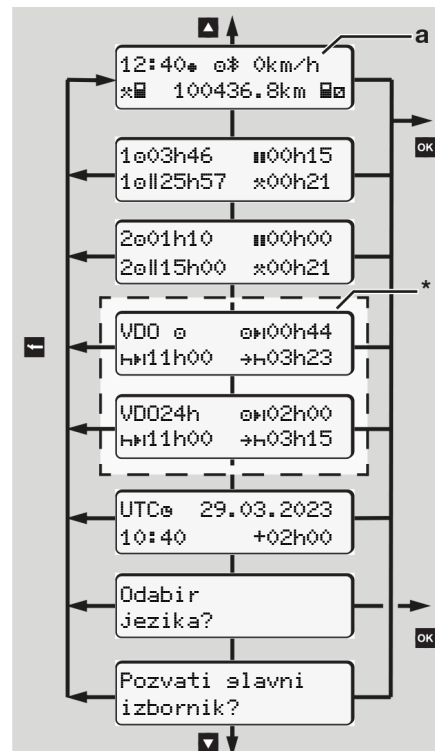 12:40 0km/h
a
100436.8km
OK
1 03h46 00h15
1 25h57 00h21
2 01h10 00h00
2 15h00 00h21
*
VDO 00h44
11h00 03h23
VDO24h 02h00
11h00 03h15
UTC 29.03.2023
10:40 +02h00
Odabir
jezika?
OK
Pozvati glavni
izbornik?